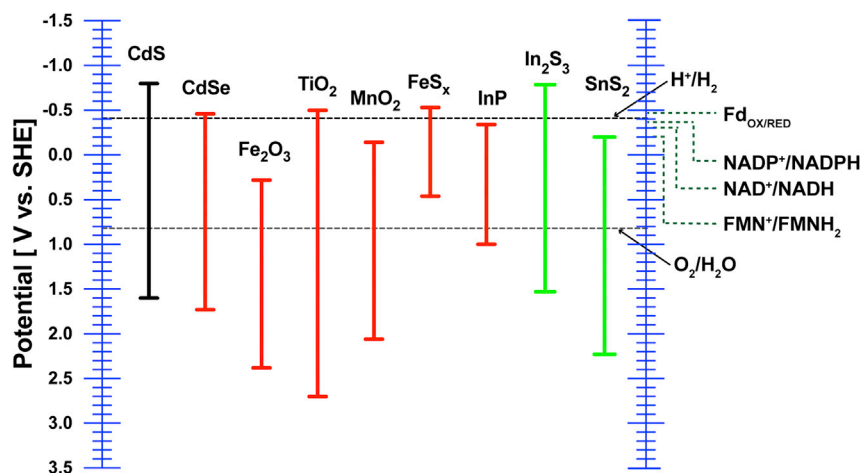 Potential [ V vs. SHE]
-1.5
-1.0
-0.5
0.0
0.5
1.0
1.5
2.0
2.5
3.0
3.5
CdS
CdSe
Fe₂O₃
TiO₂
MnO₂
FeSₓ
InP
In₂S₃
SnS₂
H⁺/H₂
Fd OX/RED
NADP⁺/NADPH
NAD⁺/NADH
FMN⁺/FMNH₂
O₂/H₂O